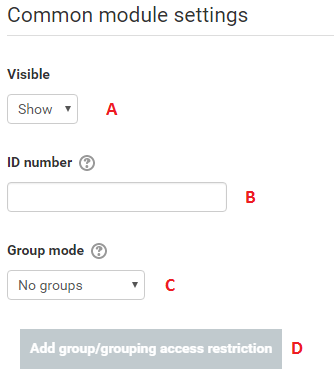 Common module settings
Visible
Show A
ID number
B
Group mode
No groups C
Add group/grouping access restriction D